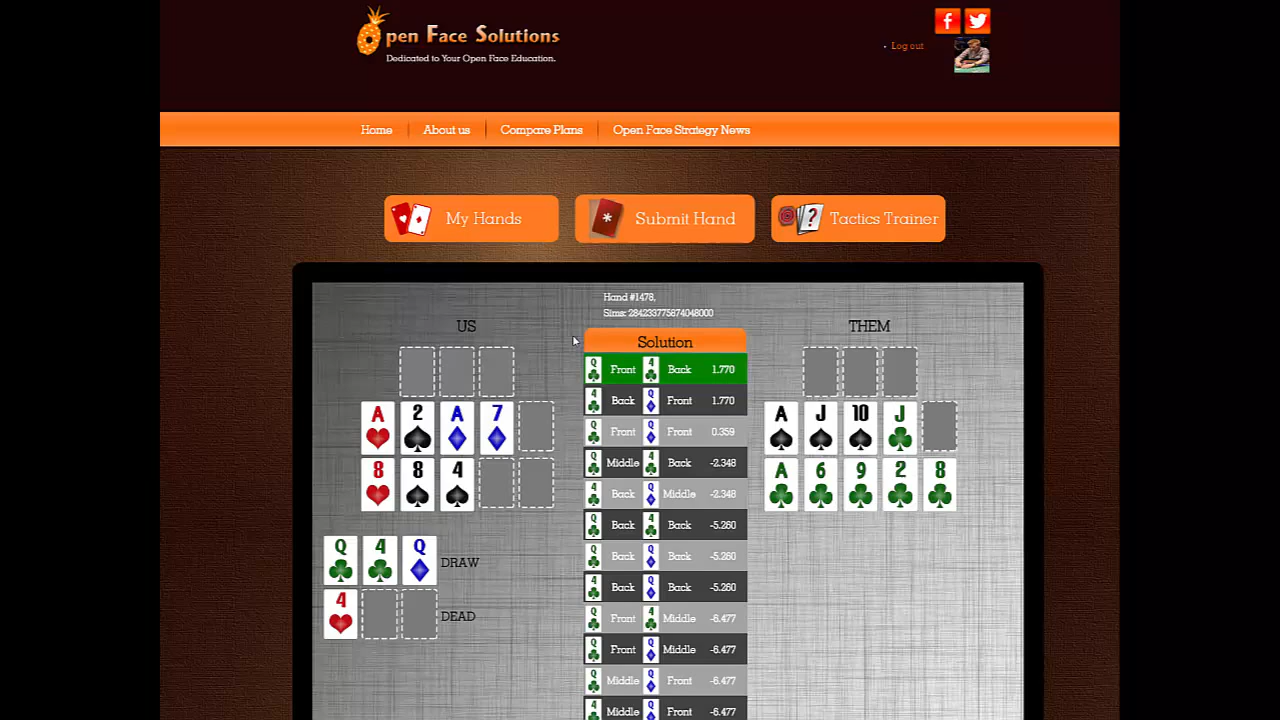 pen Face Solutions
Dedicated to Your Open Face Education.
Log out
Home
About us
Compare Plans
Open Face Strategy News
My Hands
Submit Hand
Tactics Trainer
Hand #1478,
Sims: 284233775674048000
US
THEM
Solution
Q Front 4 Back 1.770
4 Back Q Front 1.770
Q Front Q Front 0.359
Q Middle 4 Back -2.348
4 Back Q Middle -2.348
Q Back 4 Back -5.260
Q Back Q Back -5.260
4 Back Q Back -5.260
Q Front 4 Middle -6.477
Q Front Q Middle -6.477
Q Middle Q Front -6.477
4 Middle Q Front -6.477
A 2 A 7
8 8 4
Q 4 Q DRAW
4 DEAD
A J 10 J
A 6 9 2 8